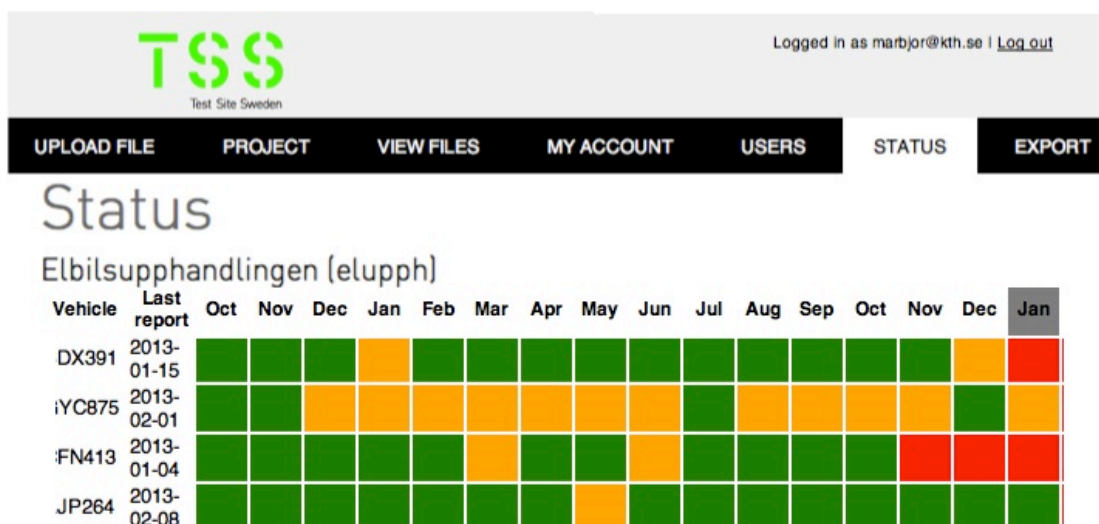 TSS
Test Site Sweden
Logged in as marbjor@kth.se | Log out
UPLOAD FILE PROJECT VIEW FILES MY ACCOUNT USERS STATUS EXPORT
Status
Elbilsupphandlingen (elupph)
Vehicle Last report Oct Nov Dec Jan Feb Mar Apr May Jun Jul Aug Sep Oct Nov Dec Jan
DX391 2013-01-15
YC875 2013-02-01
FN413 2013-01-04
JP264 2013-02-08